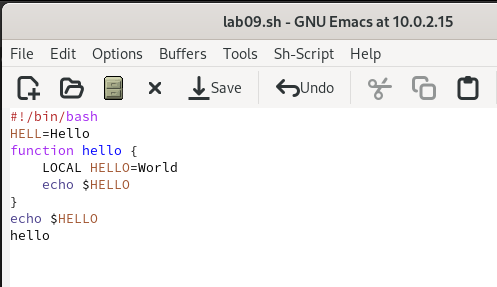 lab09.sh - GNU Emacs at 10.0.2.15
File Edit Options Buffers Tools Sh-Script Help
Save Undo
#!/bin/bash
HELL=Hello
function hello {
    LOCAL HELLO=World
    echo $HELLO
}
echo $HELLO
hello